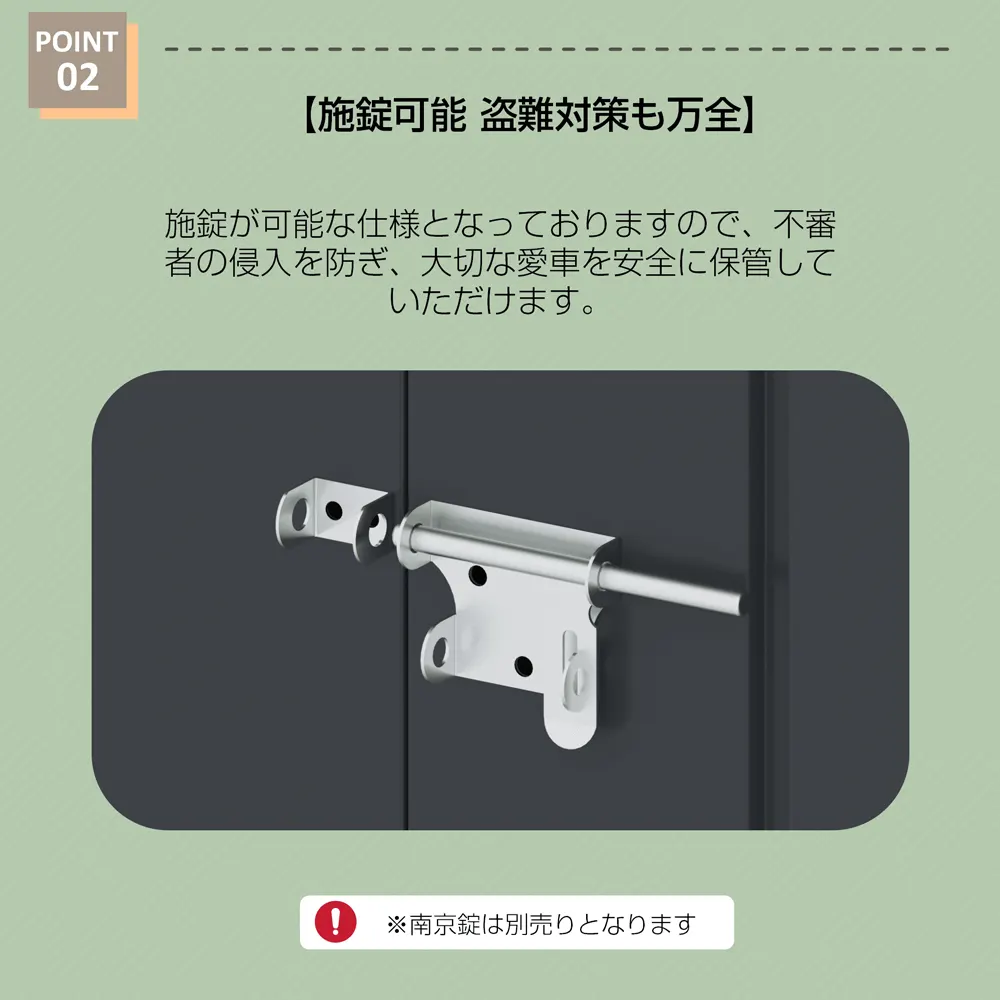 POINT
02
【施錠可能 盗難対策も万全】
施錠が可能な仕様となっておりますので、不審
者の侵入を防ぎ、大切な愛車を安全に保管して
いただけます。
※南京錠は別売りとなります